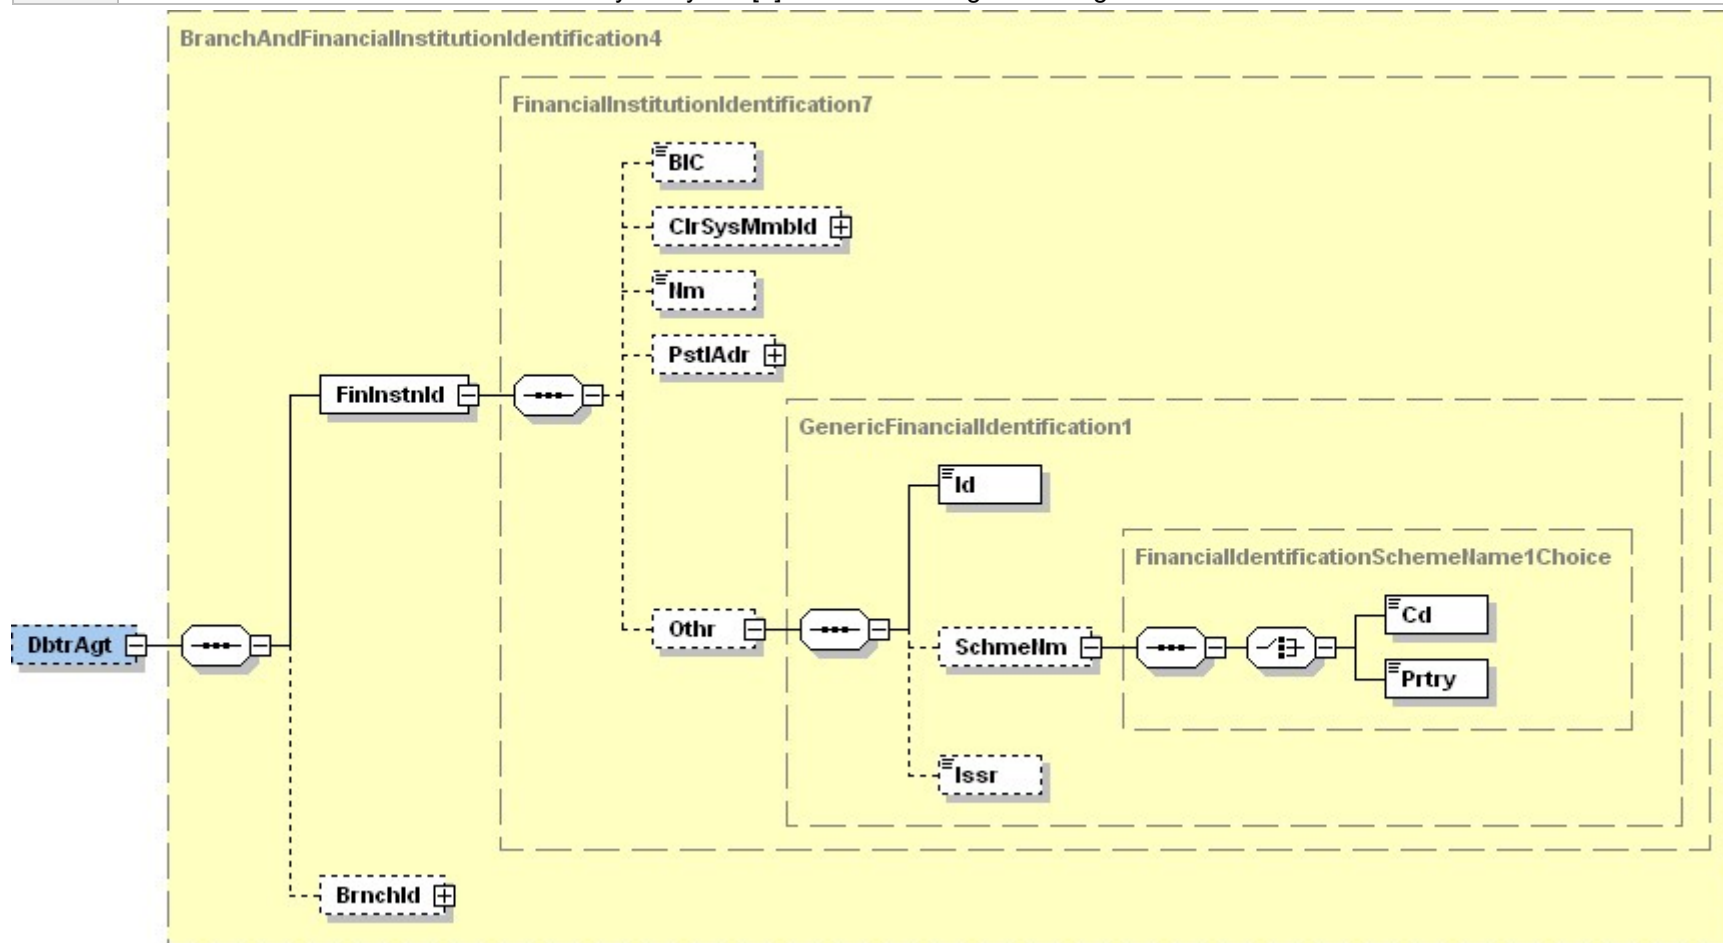 BranchAndFinancialInstitutionIdentification4
FinancialInstitutionIdentification7
BIC
ClrSysMmbId
Nm
PstlAdr
FinInstnId
GenericFinancialIdentification1
Id
FinancialIdentificationSchemeName1Choice
Cd
Othr
DbtrAgt
SchmeNm
Prtry
Issr
BrnchId